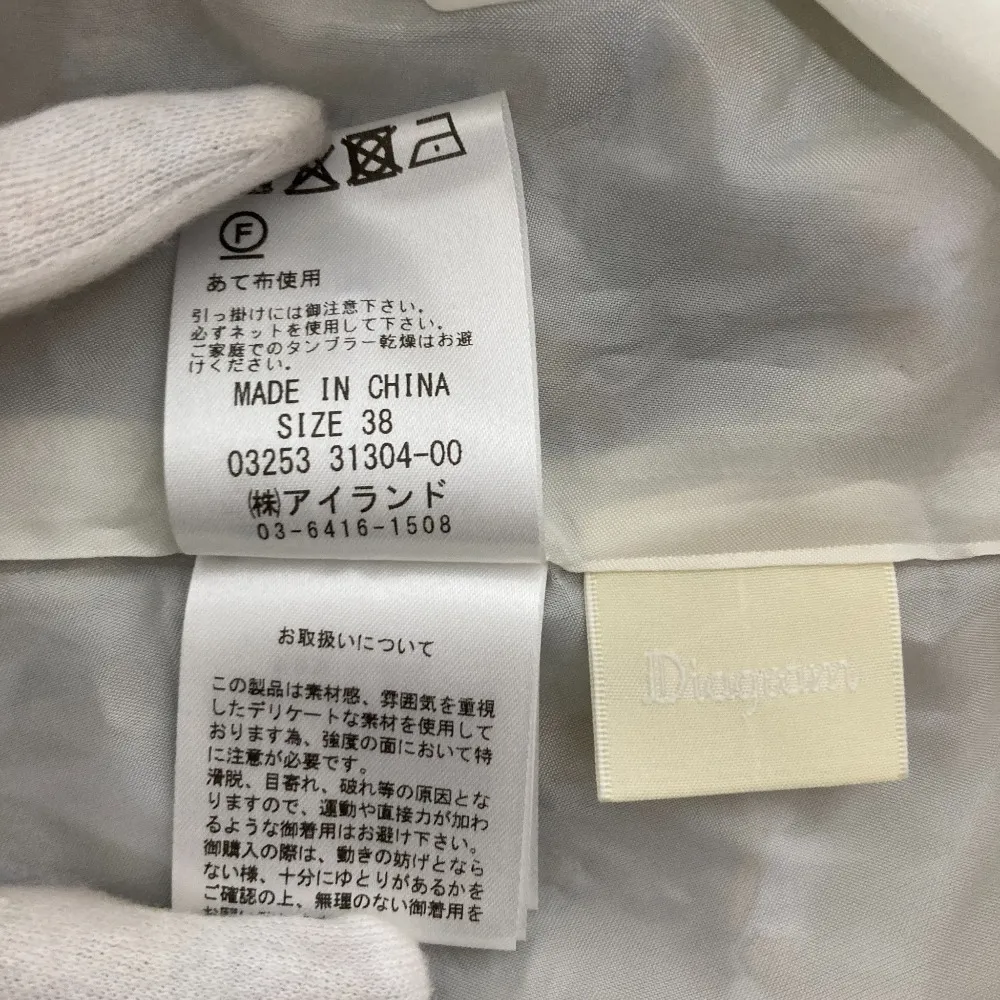 F
あて布使用
引っ掛けには御注意下さい。
必ずネットを使用して下さい。
ご家庭でのタンブラー乾燥はお避
けください。
MADE IN CHINA
SIZE 38
03253 31304-00
㈱アイランド
03-6416-1508
お取扱いについて
この製品は素材感、雰囲気を重視
したデリケートな素材を使用して
おります為、強度の面において特
に注意が必要です。
滑脱、目寄れ、破れ等の原因とな
りますので、運動や直接力が加わ
るような御着用はお避け下さい。
御購入の際は、動きの妨げとなら
ない様、十分にゆとりがあるかを
ご確認の上、無理のない御着用を
Diagram